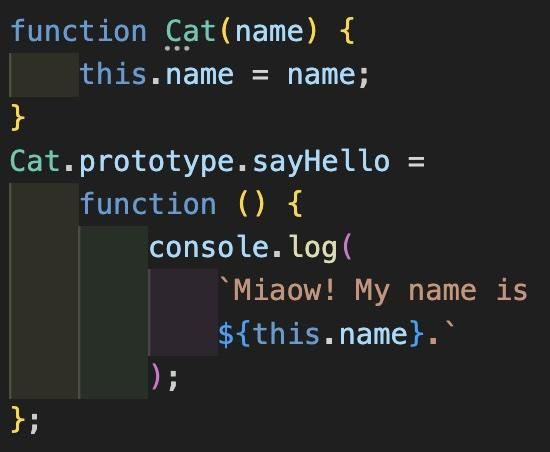 function Cat(name) {
this.name = name;
}
Cat.prototype.sayHello =
function () {
console.log(
`Miaow! My name is
${this.name}.`
);
};